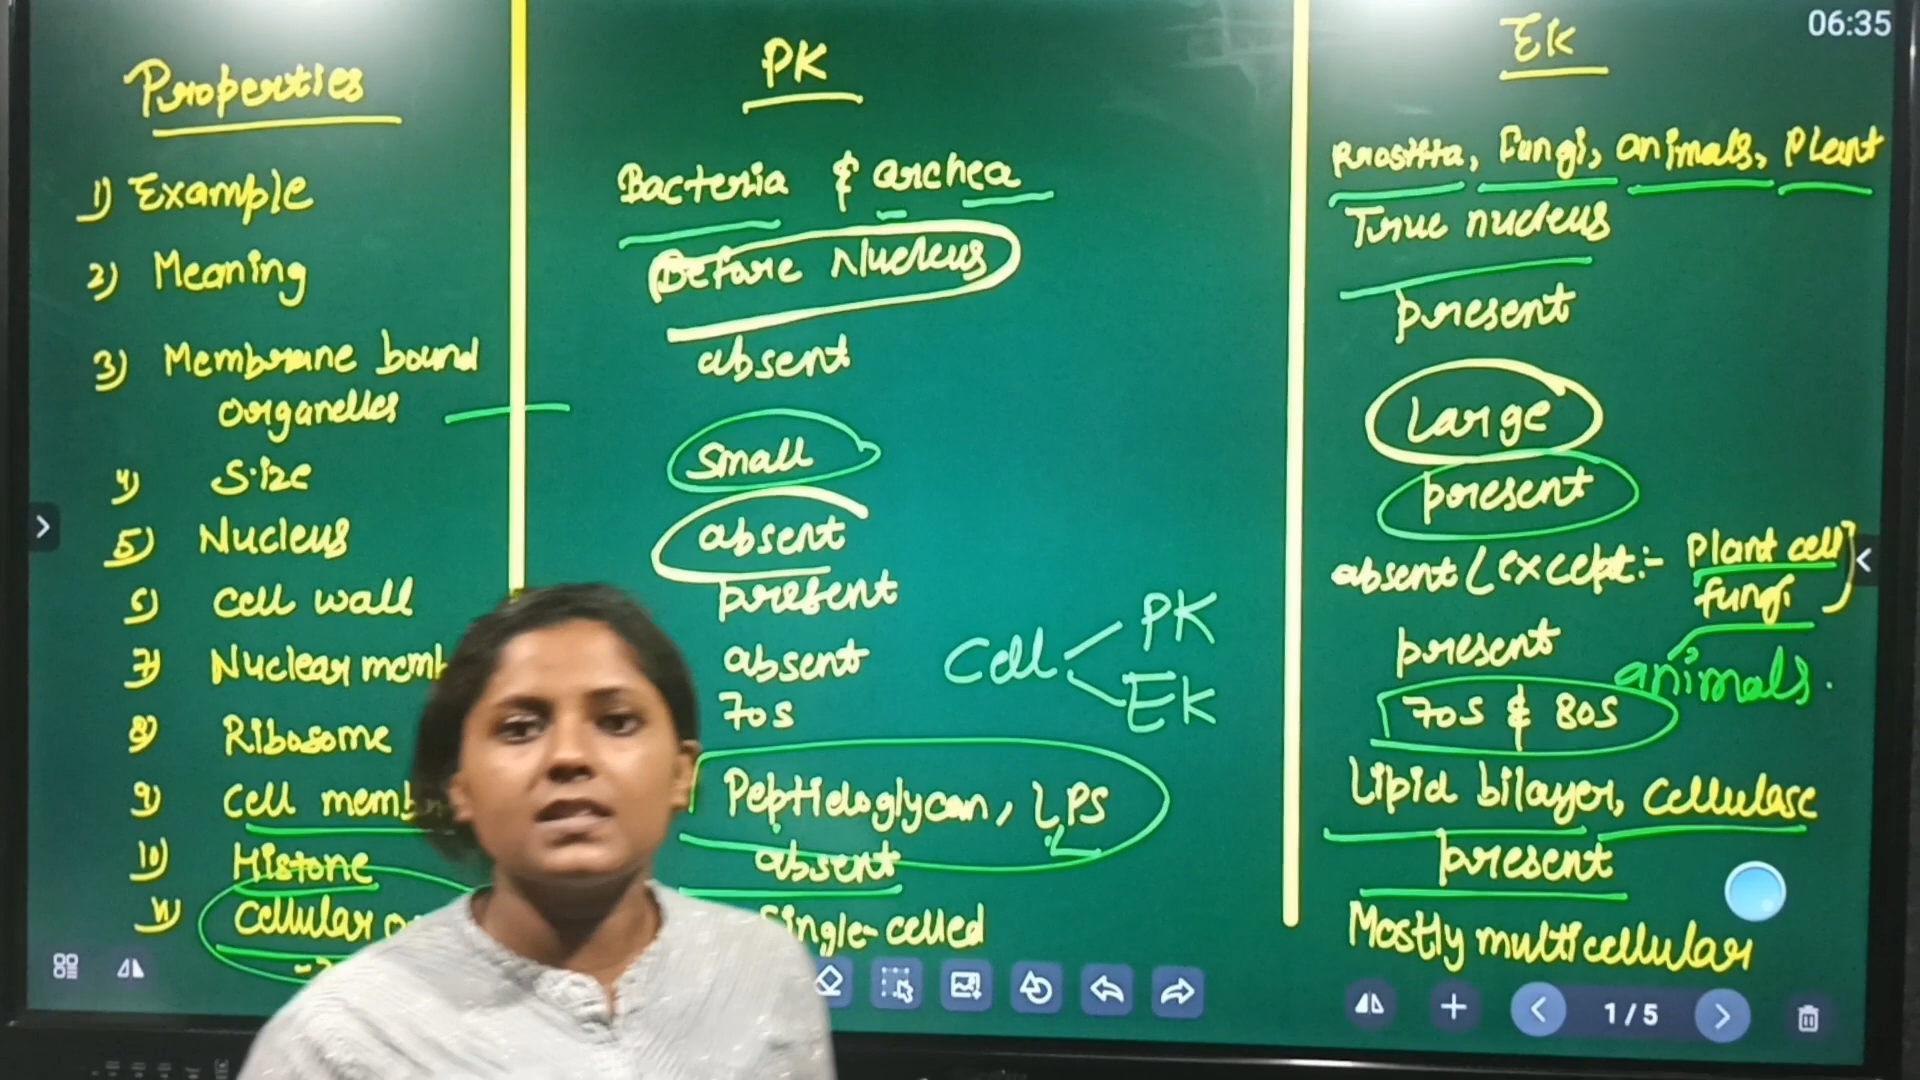 06:35
Properties PK EK
1) Example Bacteria & archea Prostita, Fungi, animals, Plant
2) Meaning Before Nucleus True nucleus
3) Membrane bound absent present
organelles
4) Size Small Large
5) Nucleus absent present
6) Cell wall present absent (except:- Plant cell
fungi)
animals.
7) Nuclear memb absent present
Cell PK
EK
8) Ribosome 70s 70s & 80s
9) Cell memb Peptidoglycan, LPS Lipid bilayer, cellulase
10) Histone absent present
11) Cellular Single-celled Mostly multicellular
1/5